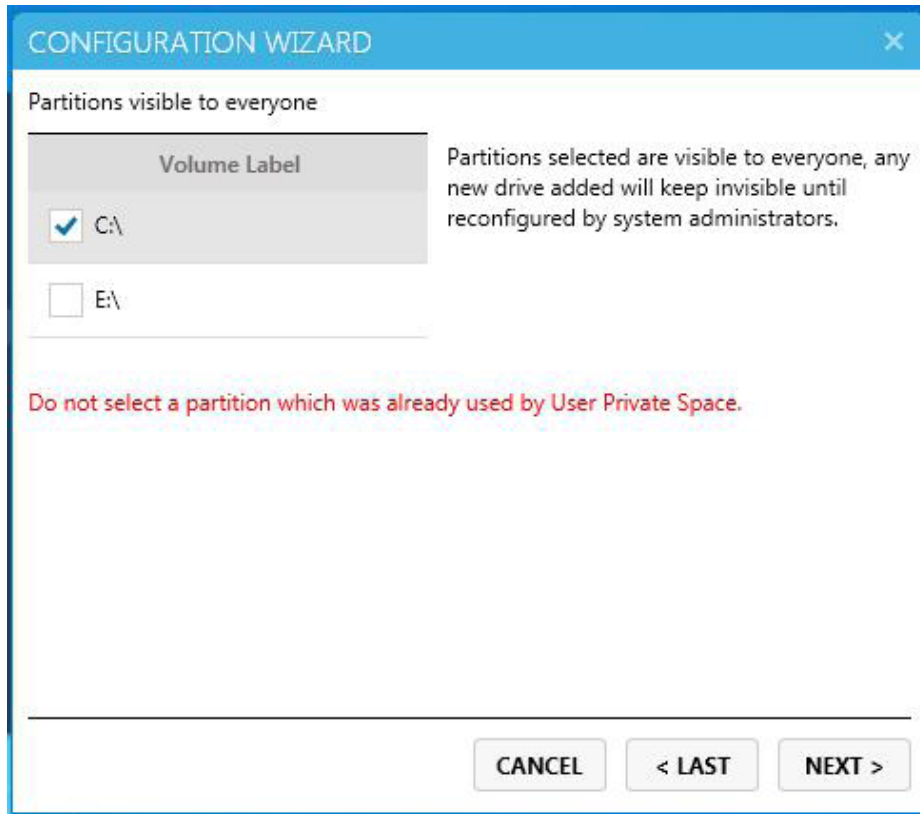 CONFIGURATION WIZARD
Partitions visible to everyone
Volume Label
C:\
E:\
Partitions selected are visible to everyone, any
new drive added will keep invisible until
reconfigured by system administrators.
Do not select a partition which was already used by User Private Space.
CANCEL
< LAST
NEXT >